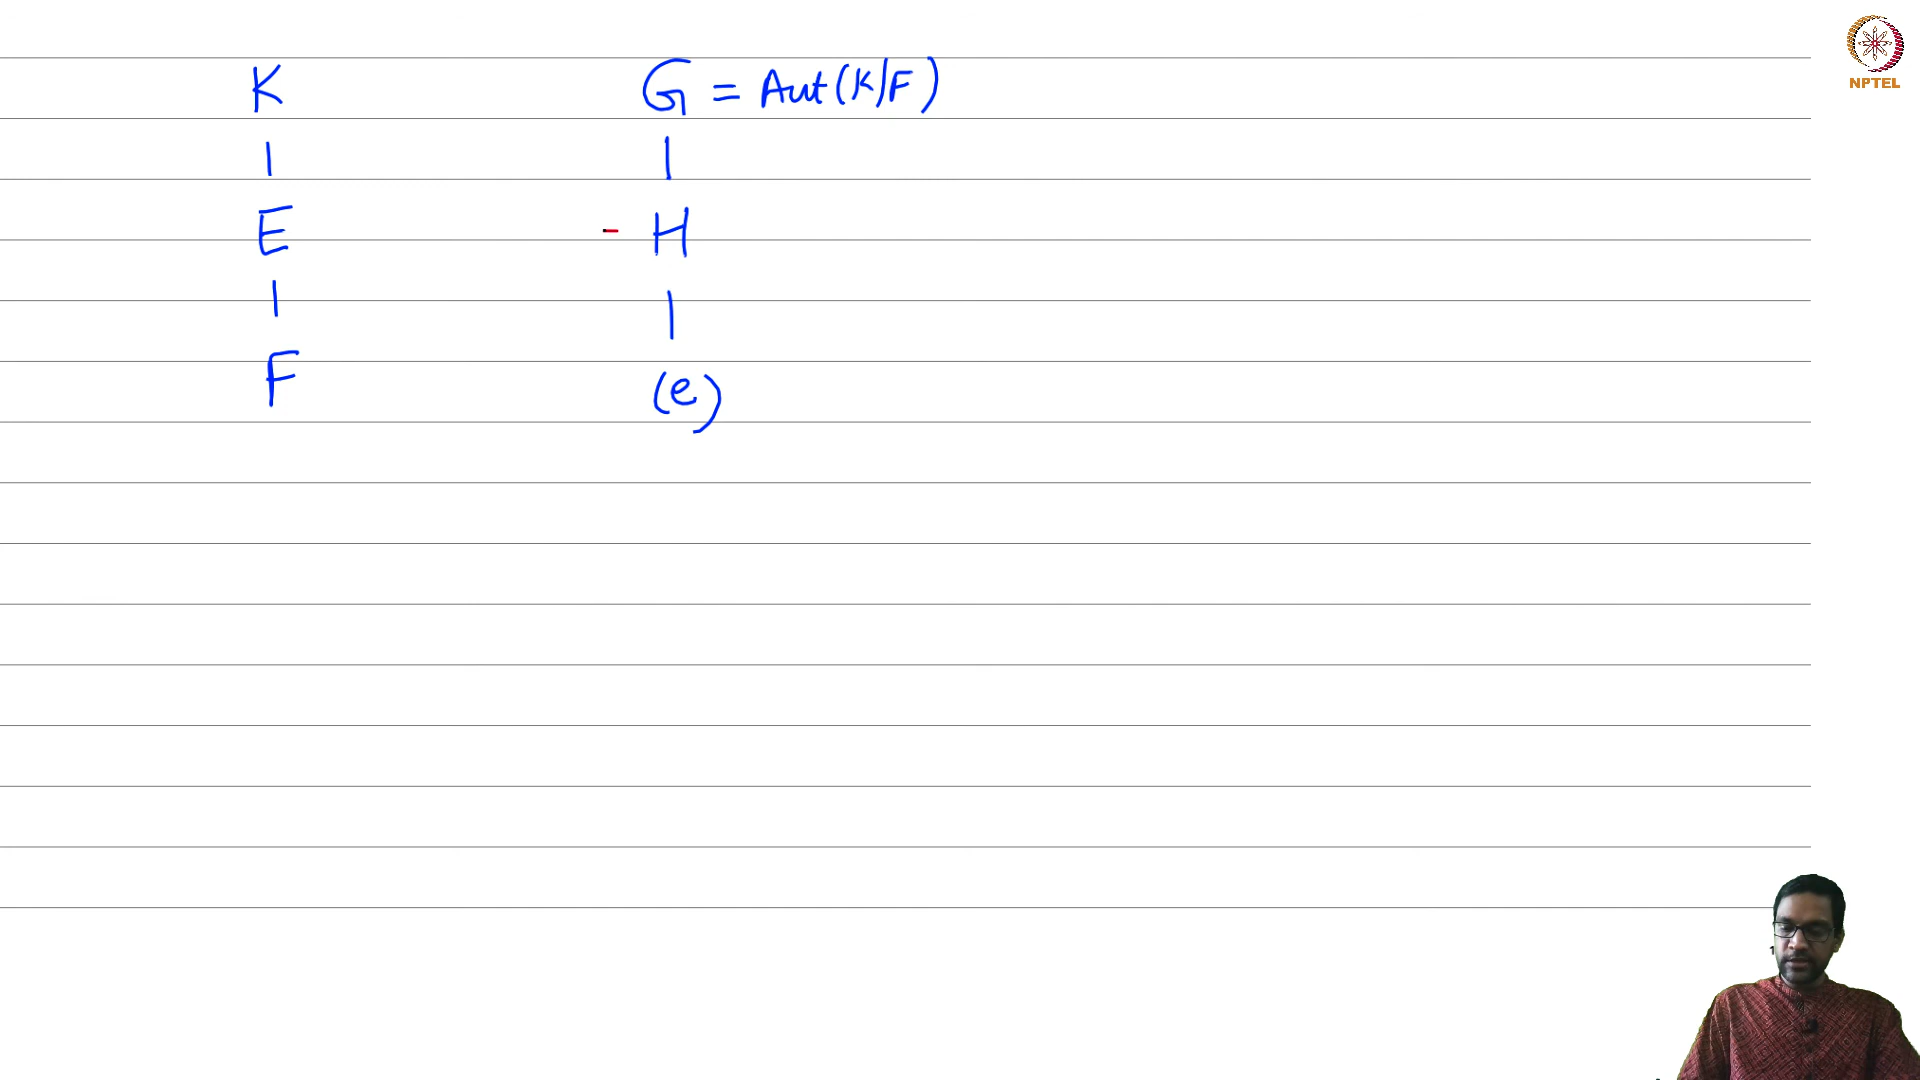 K G = Aut(K/F)
E - H
F (e)
NPTEL